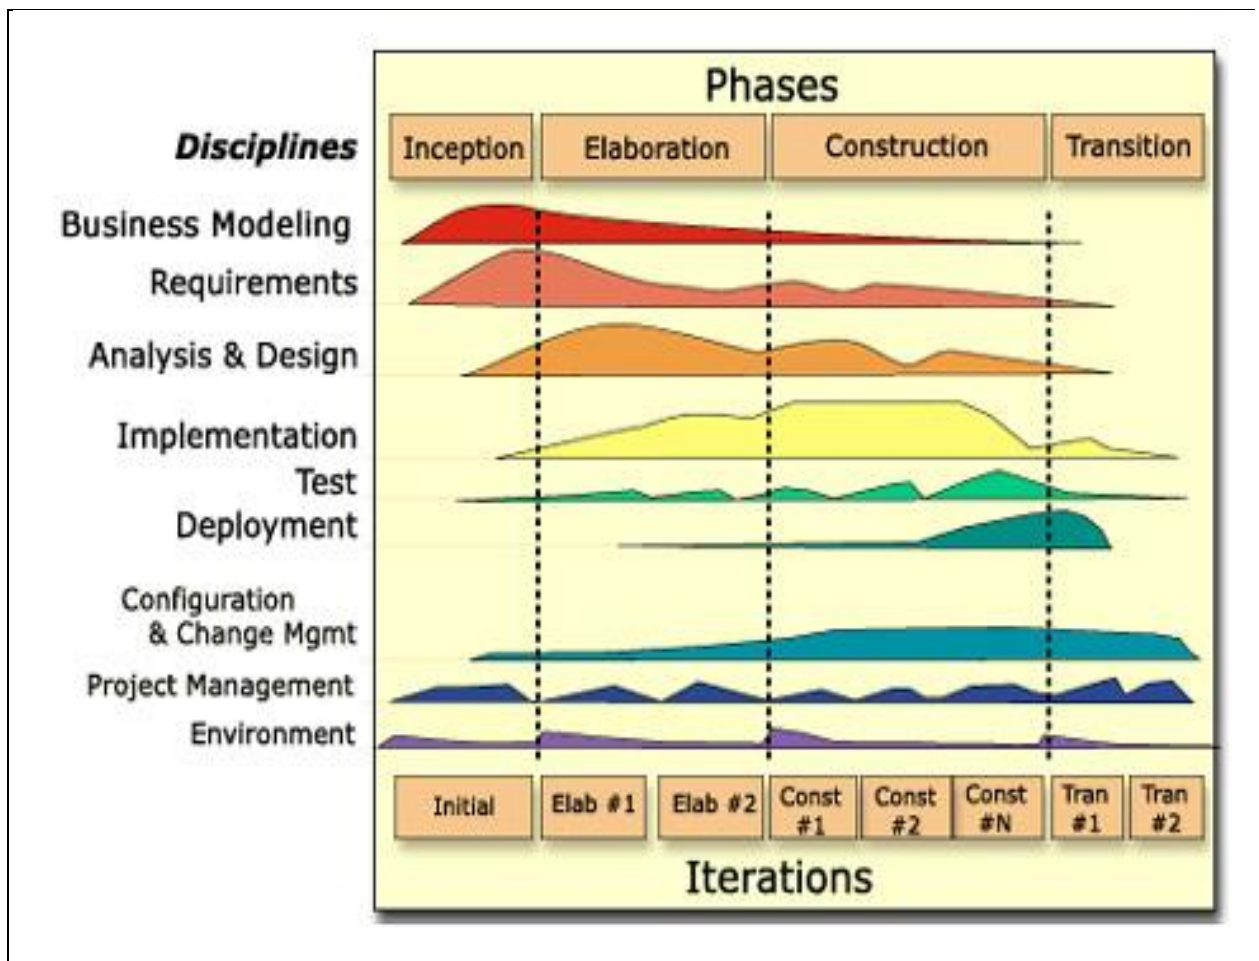 Phases
Disciplines
Inception
Elaboration
Construction
Transition
Business Modeling
Requirements
Analysis & Design
Implementation
Test
Deployment
Configuration
& Change Mgmt
Project Management
Environment
Initial
Elab #1
Elab #2
Const
#1
Const
#2
Const
#N
Tran
#1
Tran
#2
Iterations